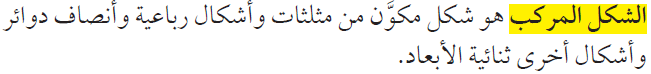 الشكل المركب هو شكل مكوَّن من مثلثات وأشكال رباعية وأنصاف دوائر
وأشكال أخرى ثنائية الأبعاد.